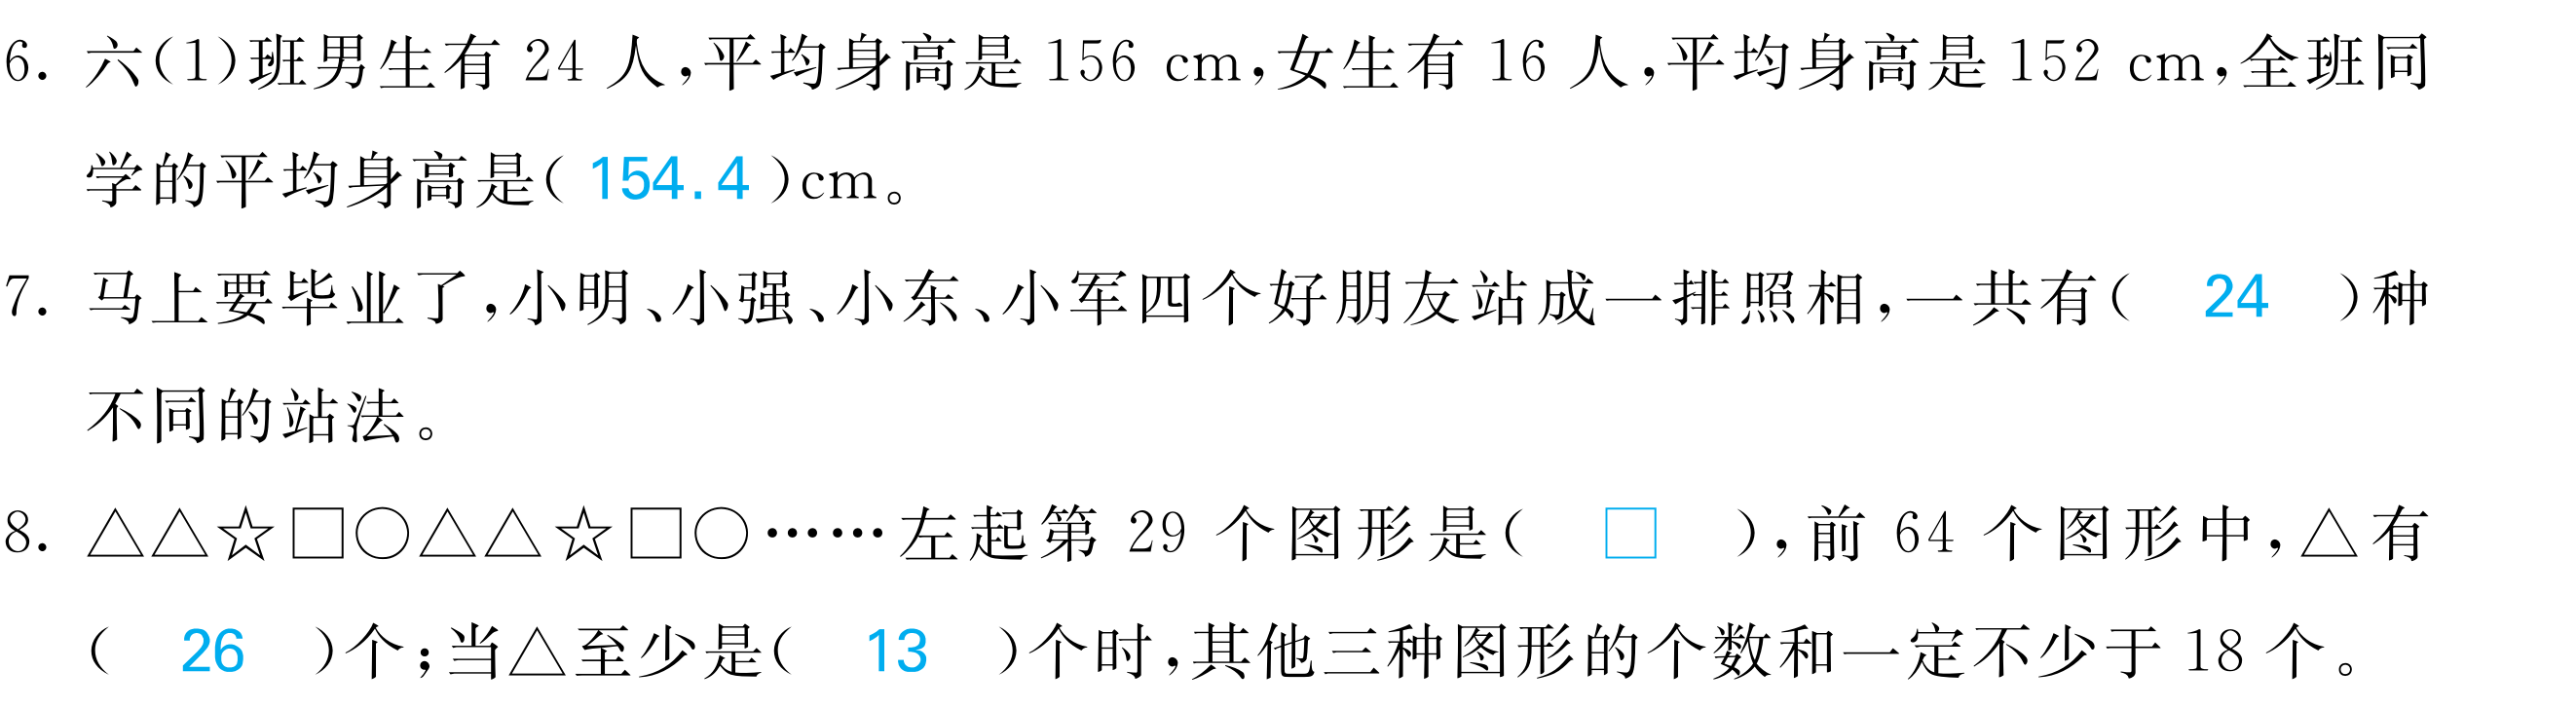 6. 六(1)班男生有 24 人,平均身高是 156 cm,女生有 16 人,平均身高是 152 cm,全班同
学的平均身高是( 154.4 )cm。
7. 马上要毕业了,小明、小强、小东、小军四个好朋友站成一排照相,一共有( 24 )种
不同的站法。
8. △△☆□○△△☆□○……左起第 29 个图形是( □ ),前 64 个图形中,△有
( 26 )个;当△至少是( 13 )个时,其他三种图形的个数和一定不少于 18 个。